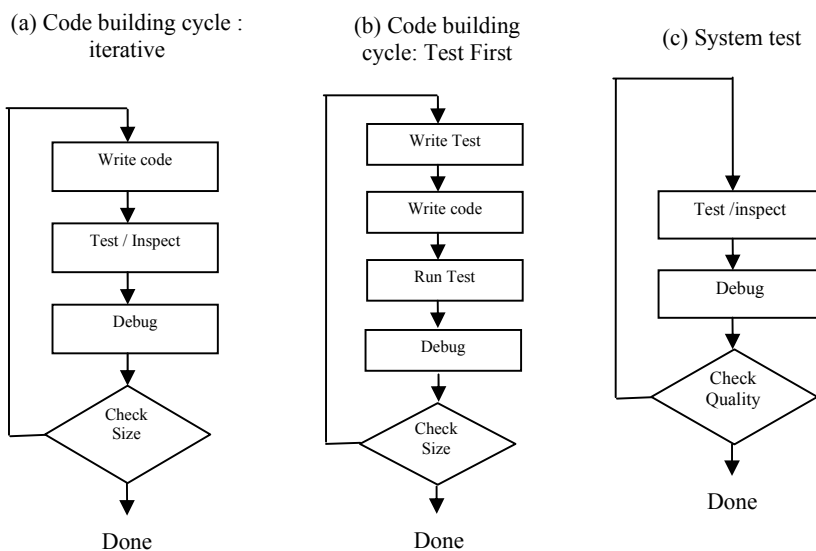 (a) Code building cycle :
iterative
Write code
Test / Inspect
Debug
Check
Size
Done
(b) Code building
cycle: Test First
Write Test
Write code
Run Test
Debug
Check
Size
Done
(c) System test
Test /inspect
Debug
Check
Quality
Done